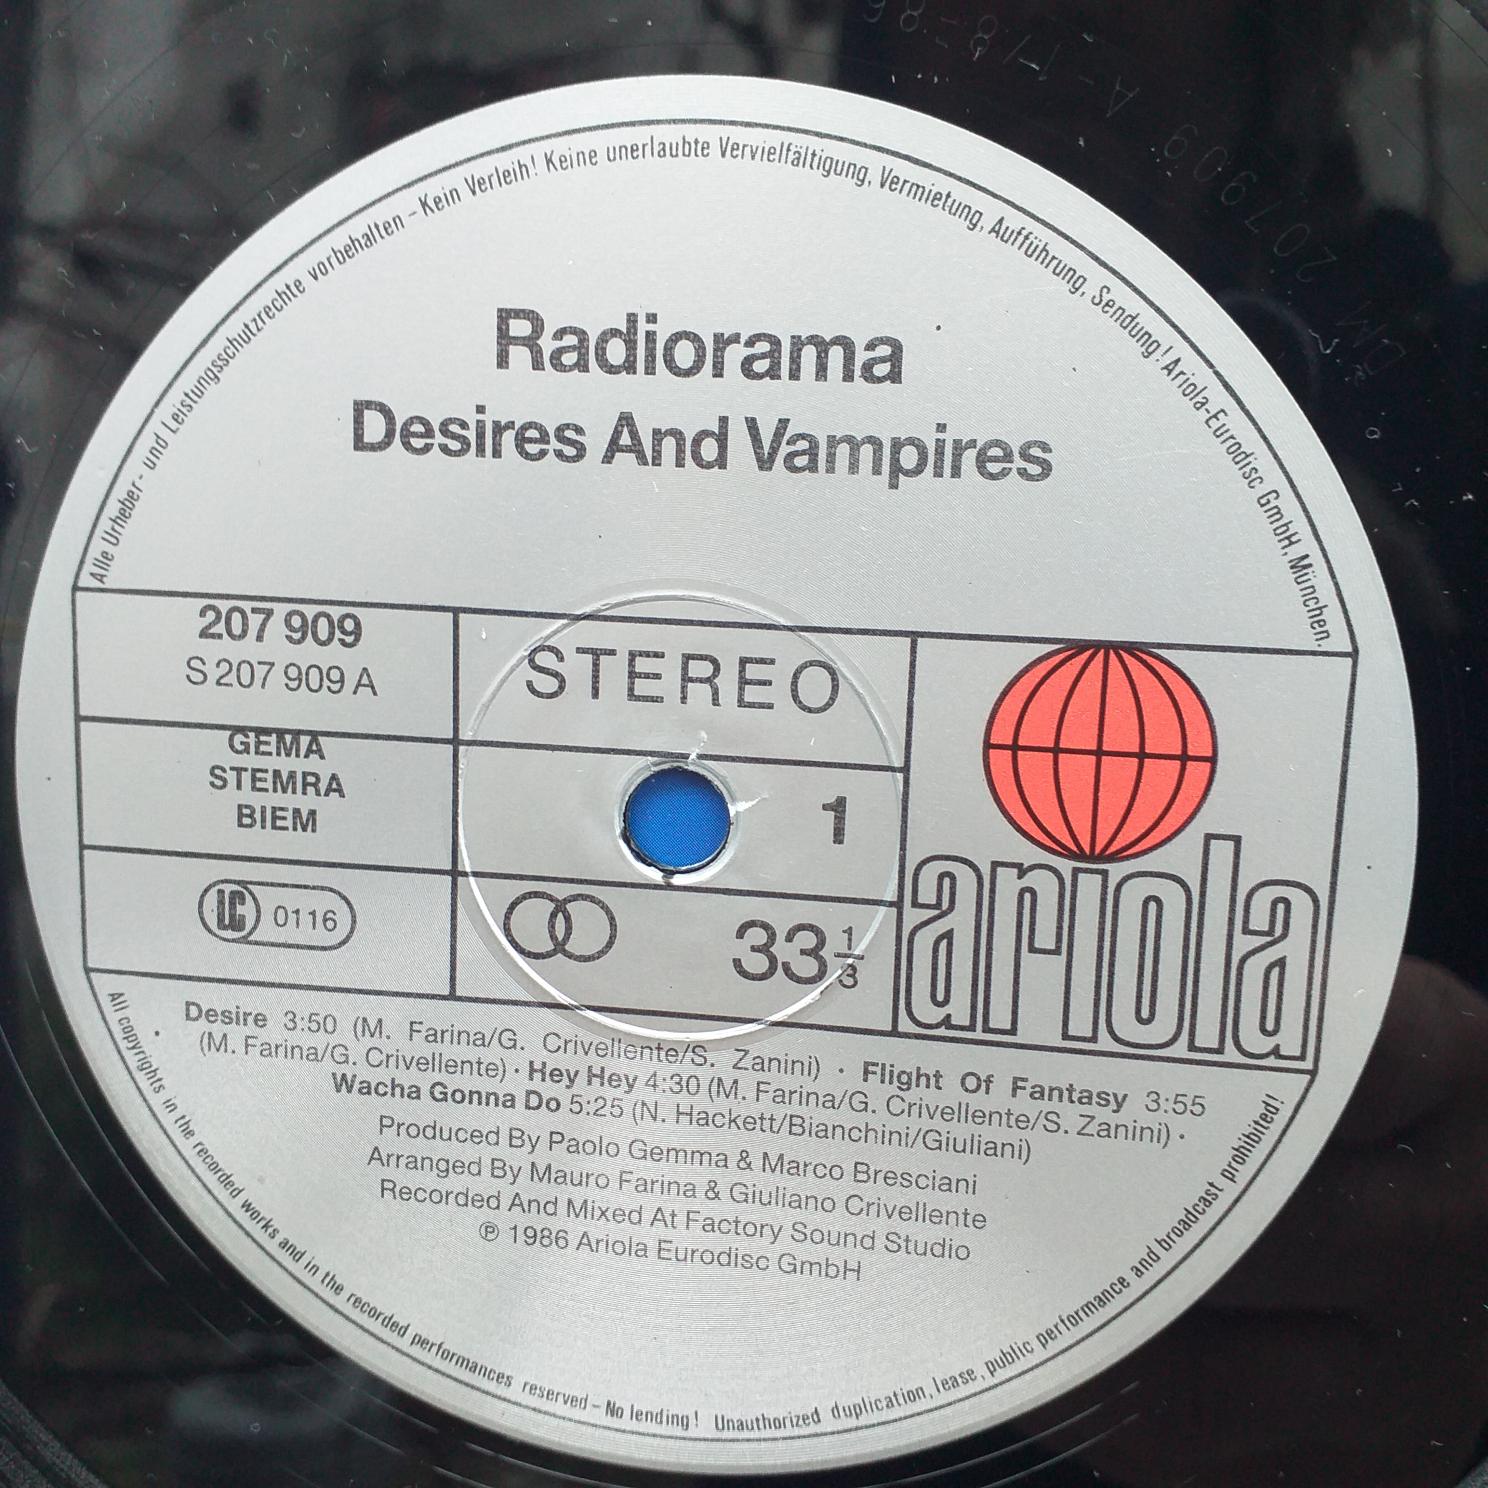 Alle Urheber- und Leistungsschutzrechte vorbehalten – Kein Verleih! Keine unerlaubte Vervielfältigung, Vermietung, Aufführung, Sendung! Ariola-Eurodisc GmbH, München.
Radiorama
Desires And Vampires
207 909
S 207 909 A
STEREO
GEMA
STEMRA
BIEM
1
LC 0116
33 1/3
ariola
Desire 3:50 (M. Farina/G. Crivellente/S. Zanini) · Flight Of Fantasy 3:55
(M. Farina/G. Crivellente) · Hey Hey 4:30 (M. Farina/G. Crivellente/S. Zanini) ·
Wacha Gonna Do 5:25 (N. Hackett/Bianchini/Giuliani)
Produced By Paolo Gemma & Marco Bresciani
Arranged By Mauro Farina & Giuliano Crivellente
Recorded And Mixed At Factory Sound Studio
℗ 1986 Ariola Eurodisc GmbH
All copyrights in the recorded works and in the recorded performances reserved – No lending! Unauthorized duplication, lease, public performance and broadcast prohibited!